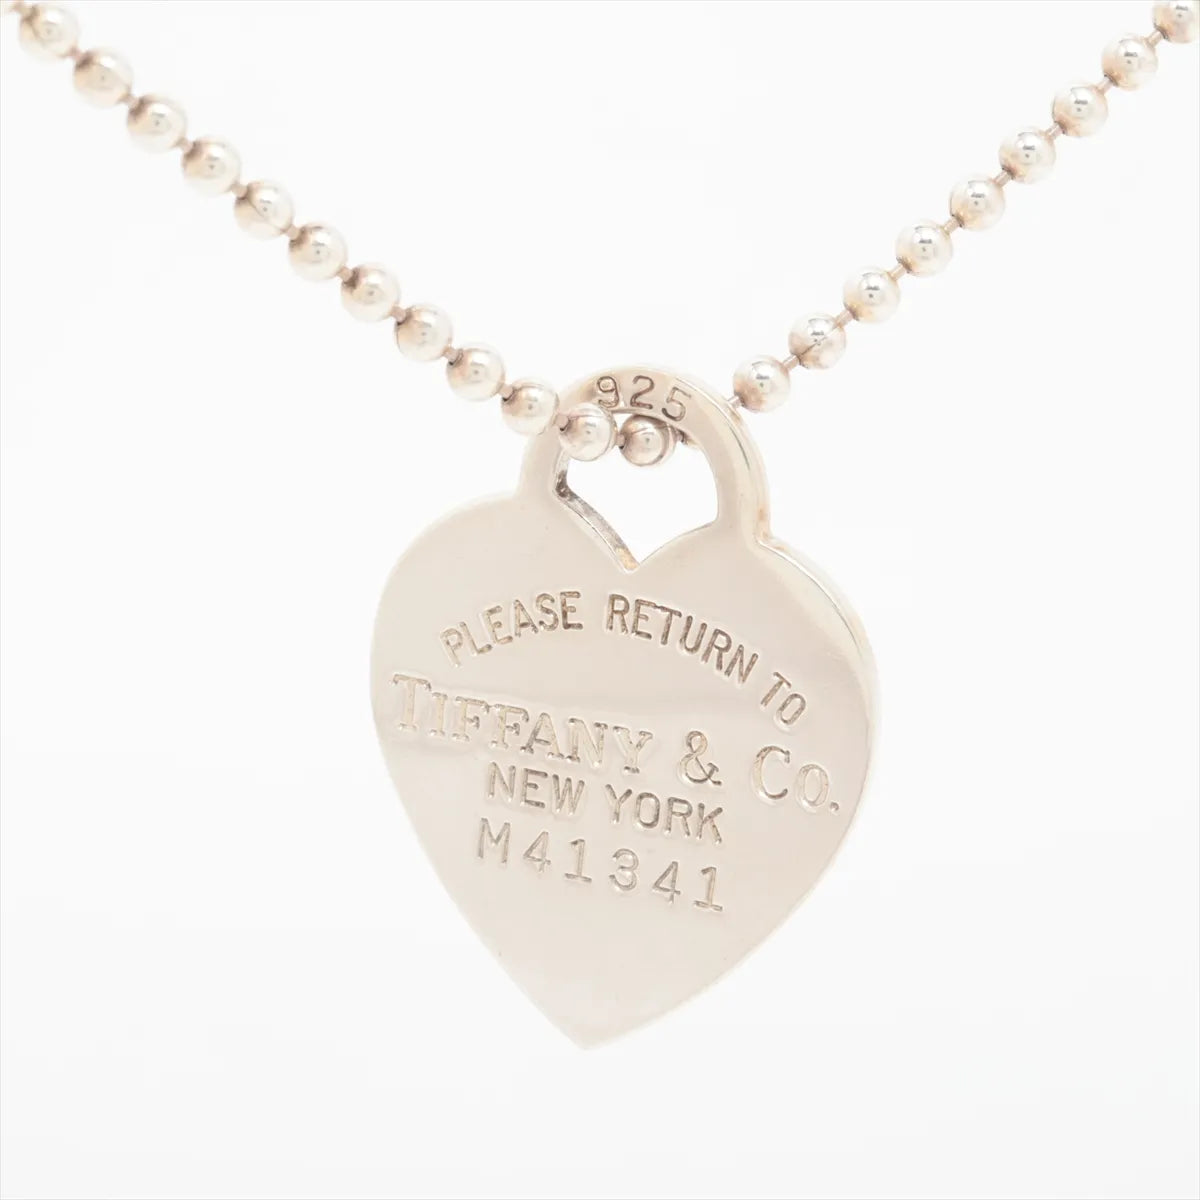 925
PLEASE RETURN TO
TIFFANY & CO.
NEW YORK
M41341